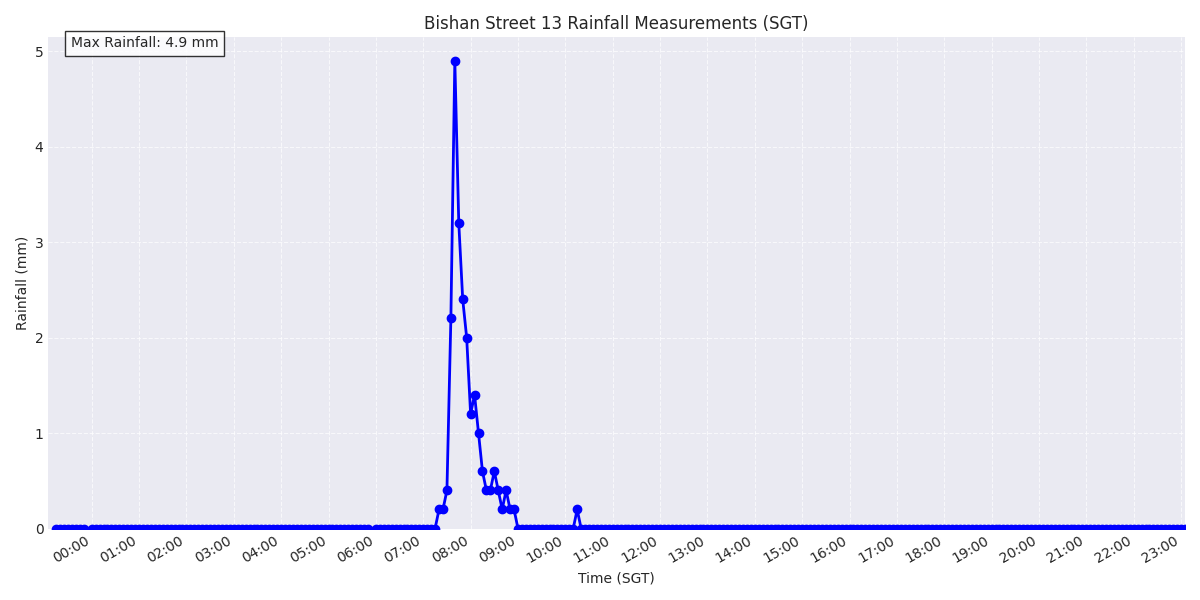 Bishan Street 13 Rainfall Measurements (SGT)
Max Rainfall: 4.9 mm
5
4
3
2
1
0
Rainfall (mm)
00:00 01:00 02:00 03:00 04:00 05:00 06:00 07:00 08:00 09:00 10:00 11:00 12:00 13:00 14:00 15:00 16:00 17:00 18:00 19:00 20:00 21:00 22:00 23:00
Time (SGT)